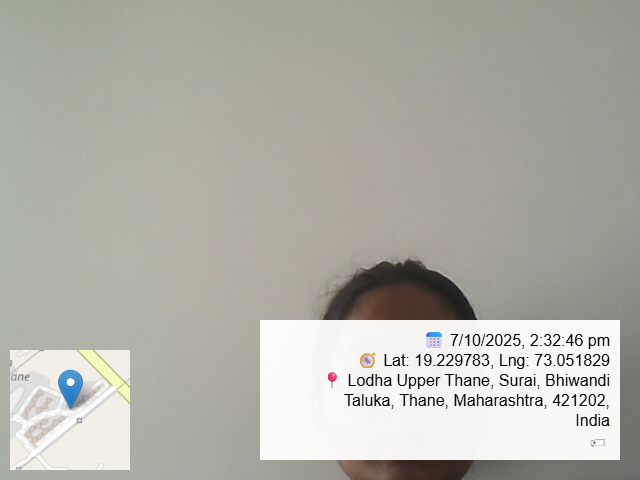 ane
7/10/2025, 2:32:46 pm
Lat: 19.229783, Lng: 73.051829
Lodha Upper Thane, Surai, Bhiwandi
Taluka, Thane, Maharashtra, 421202,
India